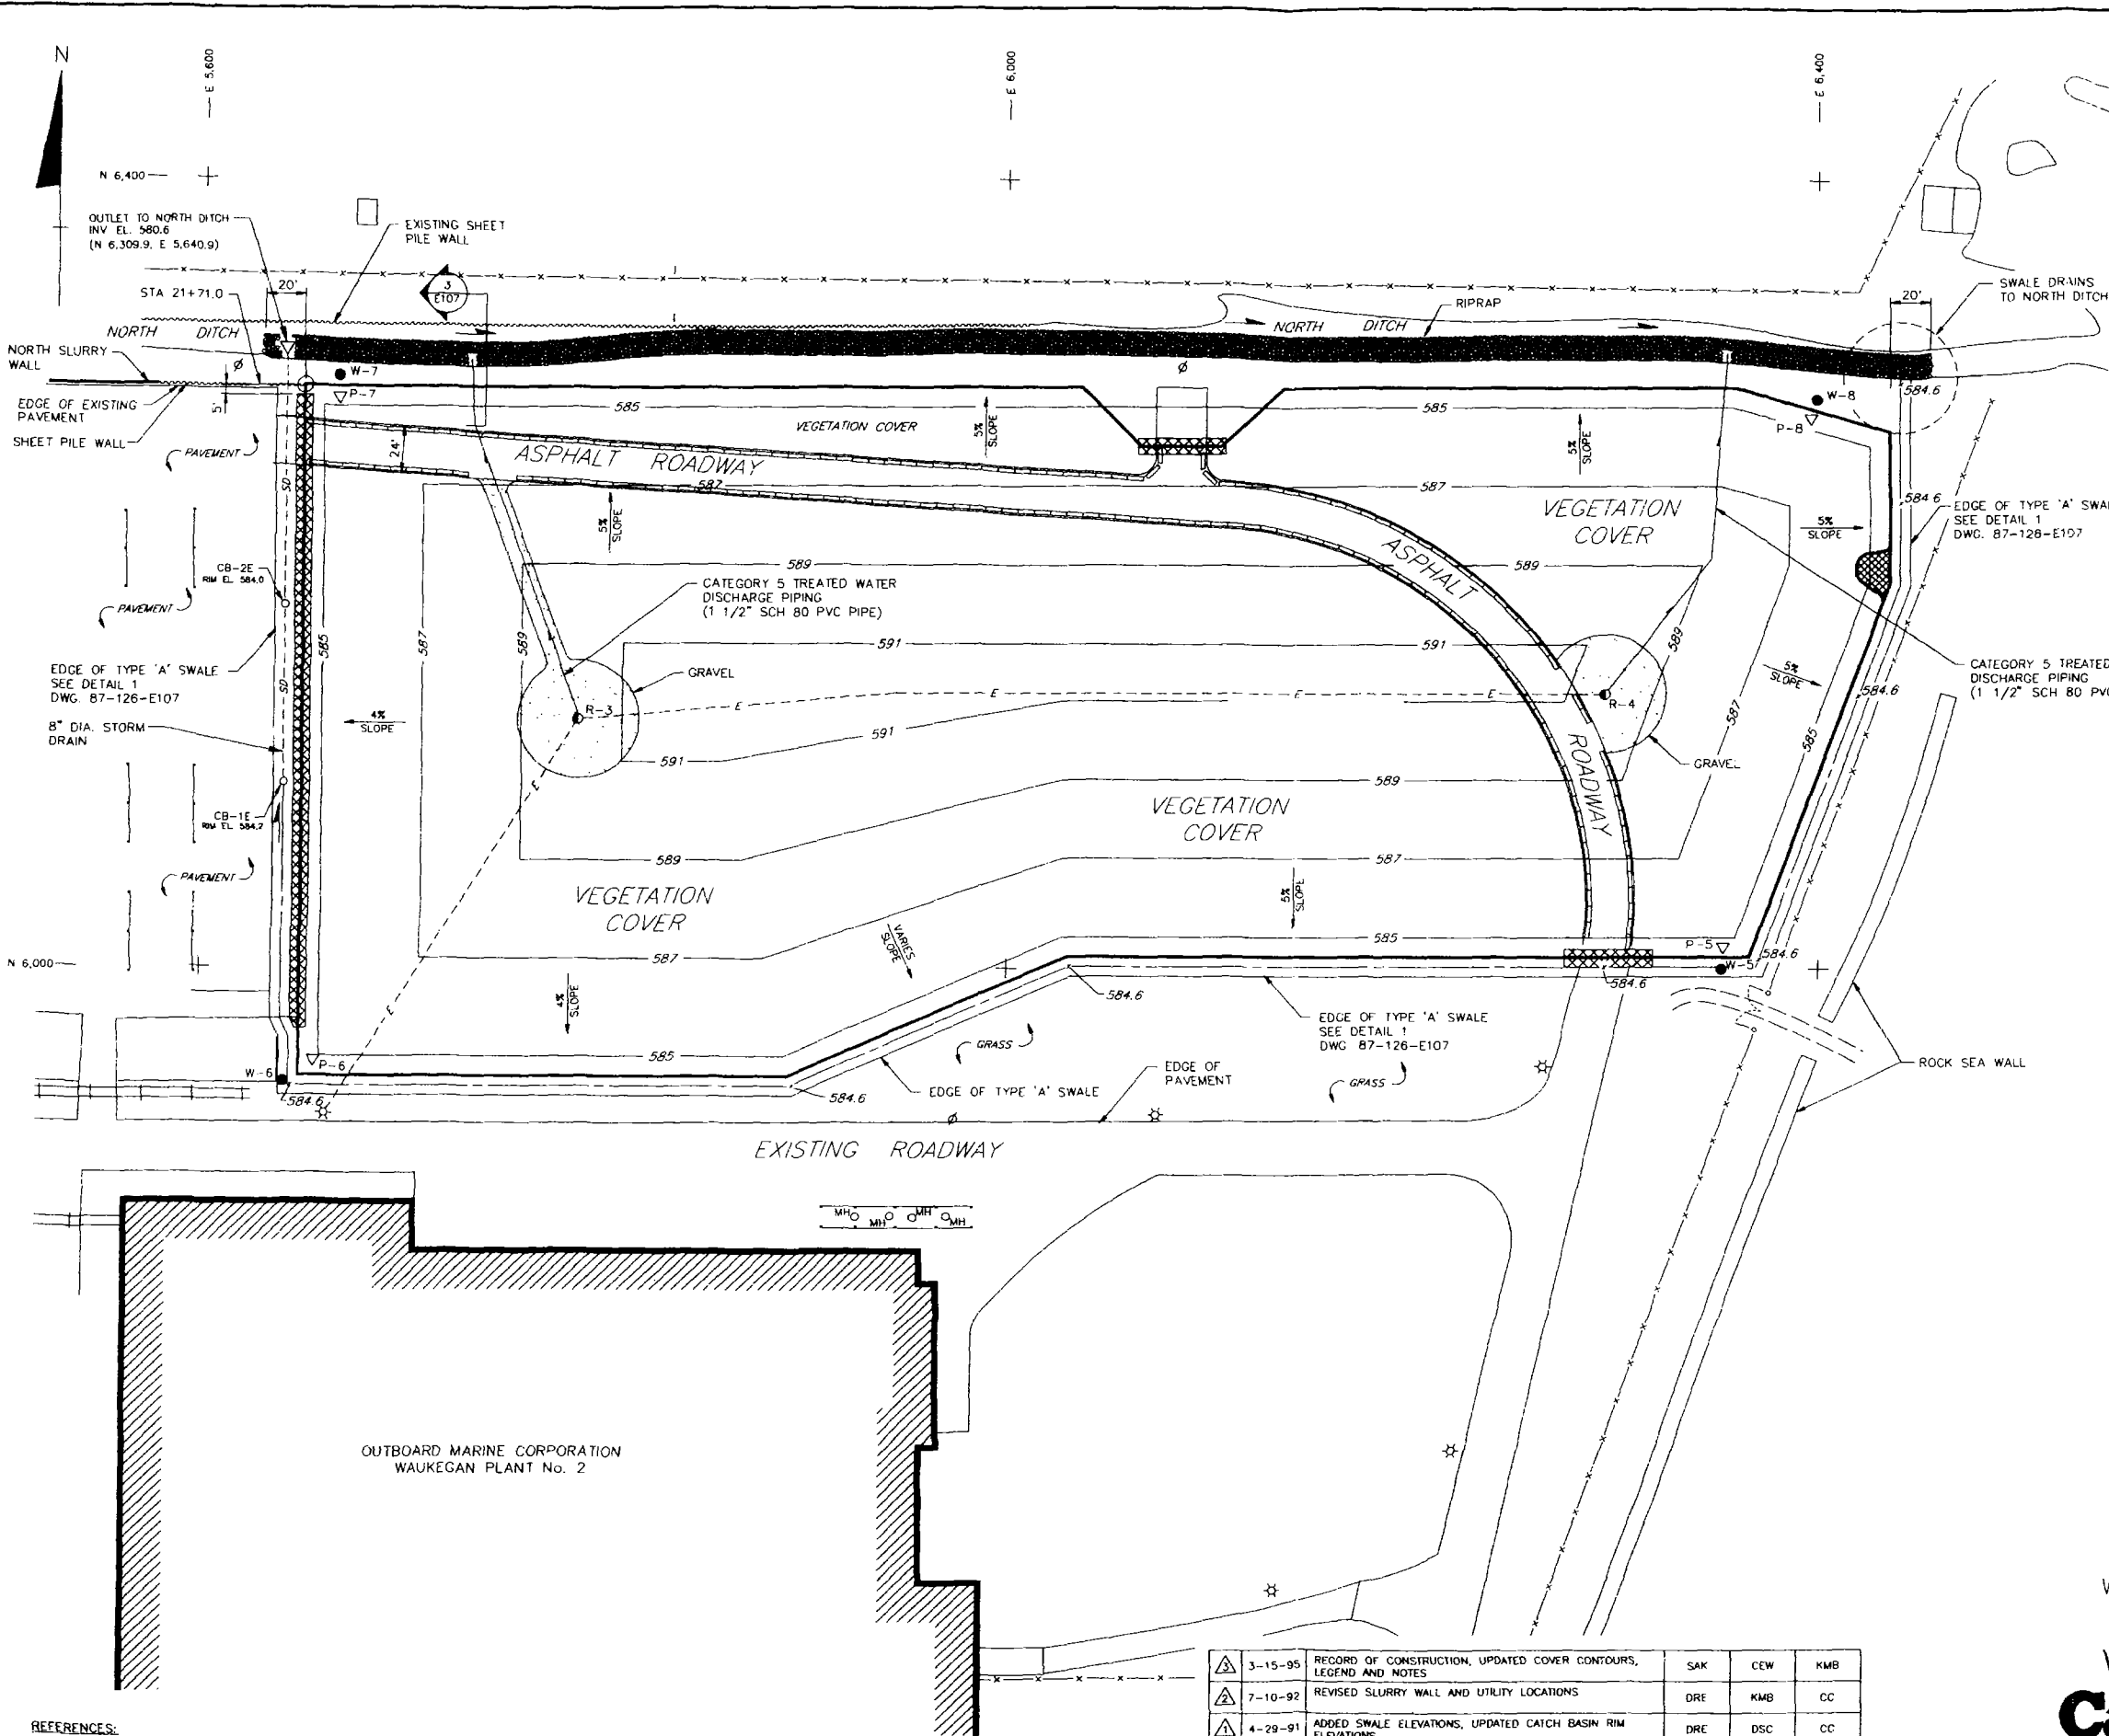 N
E 5,600
E 6,000
E 6,400
N 6,400
OUTLET TO NORTH DITCH
INV EL. 580.6
(N 6,309.9, E 5,640.9)
EXISTING SHEET
PILE WALL
STA 21+71.0
20'
3
E107
NORTH DITCH
NORTH DITCH
RIPRAP
20'
SWALE DRAINS
TO NORTH DITCH
NORTH SLURRY
WALL
EDGE OF EXISTING
PAVEMENT
SHEET PILE WALL
5'
W-7
P-7
W-8
P-8
584.6
585
585
VEGETATION COVER
5%
SLOPE
5%
SLOPE
PAVEMENT
24'
ASPHALT ROADWAY
587
587
5%
SLOPE
VEGETATION
COVER
5%
SLOPE
584.6
EDGE OF TYPE 'A' SWA
SEE DETAIL 1
DWG. 87-126-E107
SD
CB-2E
RIM EL. 584.0
PAVEMENT
589
589
ASPHALT
CATEGORY 5 TREATED WATER
DISCHARGE PIPING
(1 1/2" SCH 80 PVC PIPE)
585
587
589
591
591
589
EDGE OF TYPE 'A' SWALE
SEE DETAIL 1
DWG. 87-126-E107
SD
GRAVEL
R-3
E
E
E
E
R-4
5%
SLOPE
584.6
CATEGORY 5 TREATED
DISCHARGE PIPING
(1 1/2" SCH 80 PV
8" DIA. STORM
DRAIN
4%
SLOPE
591
591
587
585
ROADWAY
GRAVEL
E
589
CB-1E
RIM EL. 584.2
VEGETATION
COVER
589
587
PAVEMENT
VEGETATION
COVER
5%
SLOPE
VARIES
SLOPE
585
P-5
W-5
584.6
N 6,000
587
4%
SLOPE
E
584.6
584.6
EDGE OF TYPE 'A' SWALE
SEE DETAIL 1
DWG 87-126-E107
GRASS
585
P-6
W-6
584.6
584.6
EDGE OF TYPE 'A' SWALE
EDGE OF
PAVEMENT
GRASS
ROCK SEA WALL
EXISTING ROADWAY
MH
MH
MH
MH
OUTBOARD MARINE CORPORATION
WAUKEGAN PLANT No. 2
3 3-15-95 RECORD OF CONSTRUCTION, UPDATED COVER CONTOURS, SAK CEW KMB
LEGEND AND NOTES
2 7-10-92 REVISED SLURRY WALL AND UTILITY LOCATIONS DRE KMB CC
1 4-29-91 ADDED SWALE ELEVATIONS, UPDATED CATCH BASIN RIM DRE DSC CC
ELEVATIONS
REFERENCES: